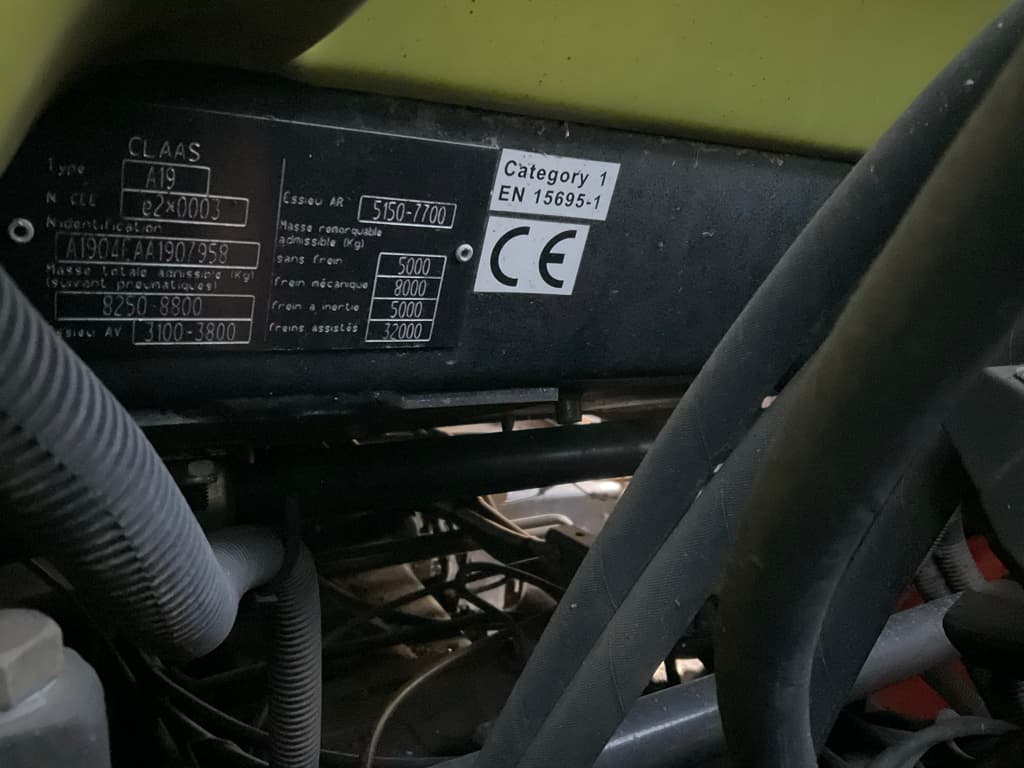 CLAAS
Type A19
N CEE e2*0003
N identification
Masse totale admissible (Kg)
(suivant pneumatiques)
8250-8800
Essieu AV 3100-3800
Essieu AR 5150-7700
Masse remorquable
admissible (Kg)
sans frein 5000
frein mécanique 8000
frein à inertie 5000
freins assistés 32000
Category 1
EN 15695-1
CE